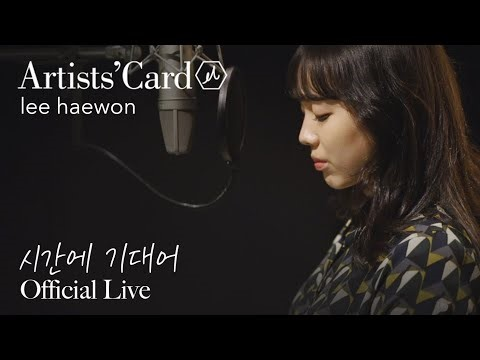 Artists'Card
lee haewon
시간에 기대어
Official Live